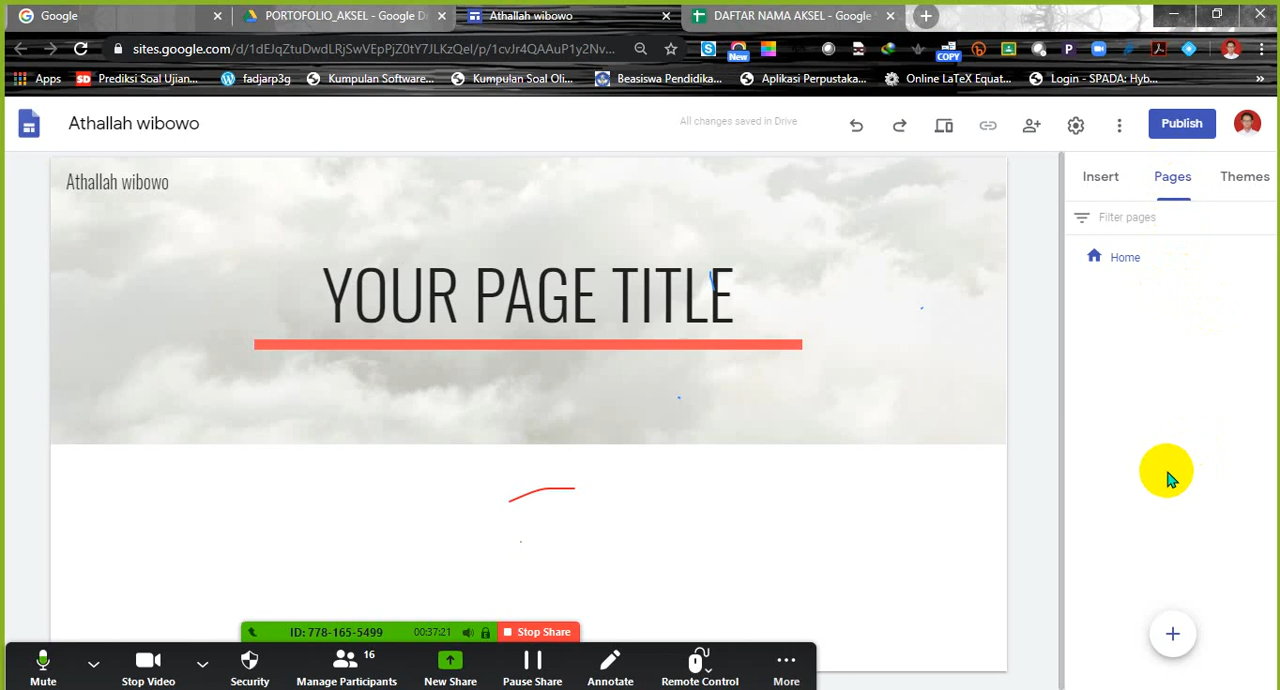 Google
PORTOFOLIO_AKSEL - Google D
Athallah wibowo
DAFTAR NAMA AKSEL - Google
sites.google.com/d/1dEJqZtuDwdLRjSwVEpPjZ0tY7JLKzQel/p/1cvJr4QAAuP1y2Nv...
New
COPY
Apps
Prediksi Soal Ujian...
fadjarp3g
Kumpulan Software...
Kumpulan Soal Oli...
Beasiswa Pendidika...
Aplikasi Perpustaka...
Online LaTeX Equat...
Login - SPADA: Hyb...
Athallah wibowo
All changes saved in Drive
Publish
Insert
Pages
Themes
Filter pages
Home
Athallah wibowo
YOUR PAGE TITLE
ID: 778-165-5499
00:37:21
Stop Share
Mute
Stop Video
Security
16
Manage Participants
New Share
Pause Share
Annotate
Remote Control
More